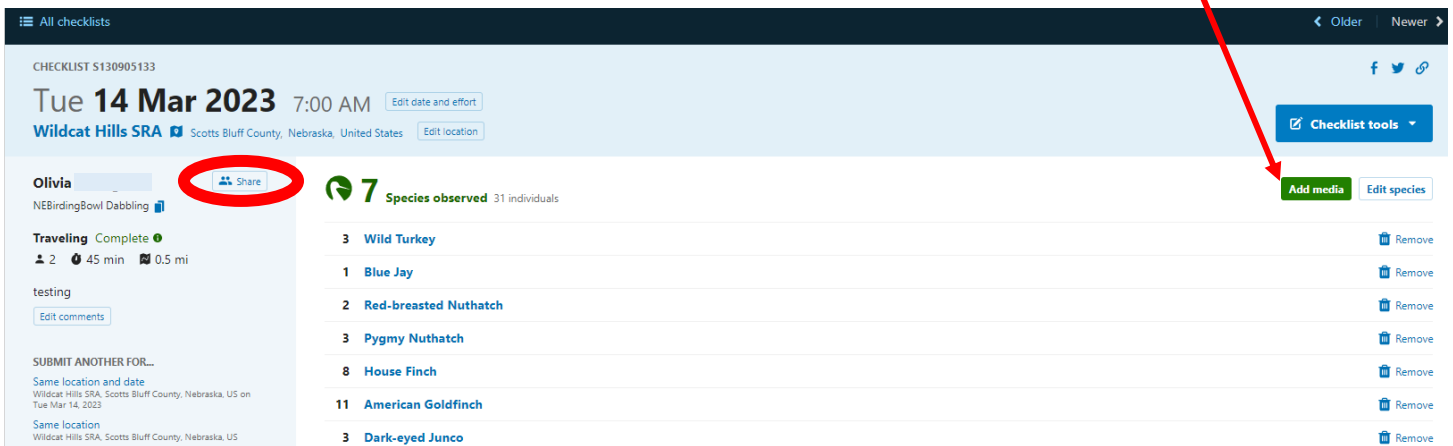 All checklists
Older Newer
CHECKLIST S130905133
Tue 14 Mar 2023 7:00 AM Edit date and effort
Wildcat Hills SRA Scotts Bluff County, Nebraska, United States Edit location
Checklist tools
Olivia
Share
NEBirdingBowl Dabbling
Traveling Complete
2 45 min 0.5 mi
testing
Edit comments
SUBMIT ANOTHER FOR...
Same location and date
Wildcat Hills SRA, Scotts Bluff County, Nebraska, US on
Tue Mar 14, 2023
Same location
Wildcat Hills SRA, Scotts Bluff County, Nebraska, US
7 Species observed 31 individuals
Add media Edit species
3 Wild Turkey Remove
1 Blue Jay Remove
2 Red-breasted Nuthatch Remove
3 Pygmy Nuthatch Remove
8 House Finch Remove
11 American Goldfinch Remove
3 Dark-eyed Junco Remove